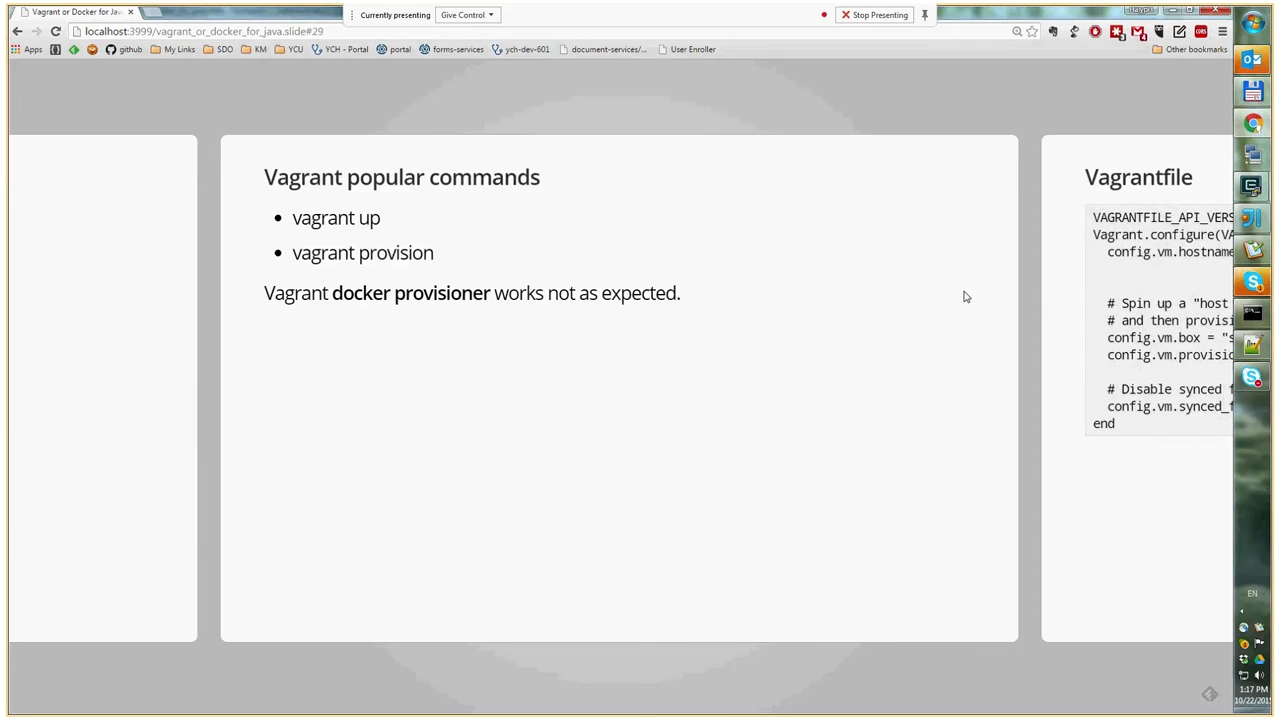 Vagrant or Docker for Jav
Currently presenting
Give Control
Stop Presenting
localhost:3999/vagrant_or_docker_for_java.slide#29
Apps
github
My Links
SDO
KM
YCU
YCH - Portal
portal
forms-services
ych-dev-601
document-services/...
User Enroller
Other bookmarks
Vagrant popular commands
• vagrant up
• vagrant provision
Vagrant docker provisioner works not as expected.
Vagrantfile
VAGRANTFILE_API_VERS
Vagrant.configure(VA
config.vm.hostname
# Spin up a "host
# and then provisi
config.vm.box = "s
config.vm.provisio
# Disable synced f
config.vm.synced_f
end
EN
1:17 PM
10/22/201